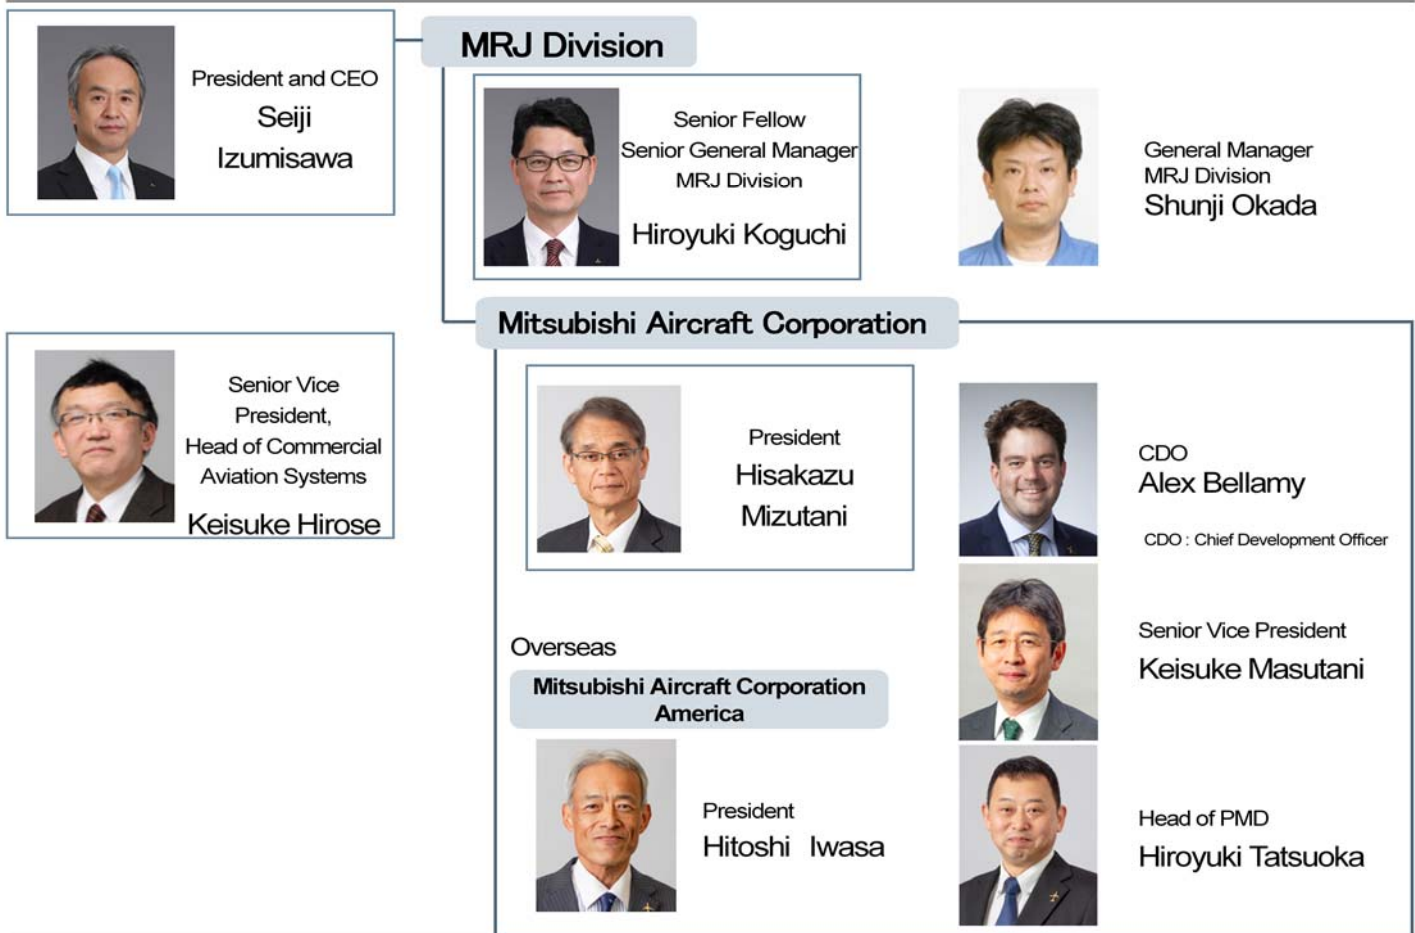 President and CEO
Seiji
Izumisawa
MRJ Division
Senior Fellow
Senior General Manager
MRJ Division
Hiroyuki Koguchi
General Manager
MRJ Division
Shunji Okada
Senior Vice
President,
Head of Commercial
Aviation Systems
Keisuke Hirose
Mitsubishi Aircraft Corporation
President
Hisakazu
Mizutani
CDO
Alex Bellamy
CDO : Chief Development Officer
Senior Vice President
Keisuke Masutani
Overseas
Mitsubishi Aircraft Corporation
America
President
Hitoshi Iwasa
Head of PMD
Hiroyuki Tatsuoka